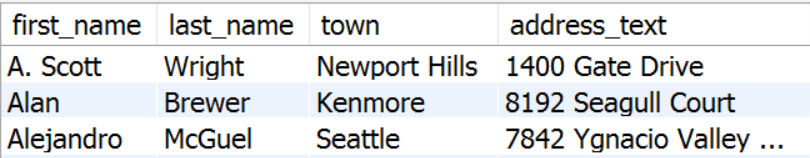 first_name last_name town address_text
A. Scott Wright Newport Hills 1400 Gate Drive
Alan Brewer Kenmore 8192 Seagull Court
Alejandro McGuel Seattle 7842 Ygnacio Valley ...